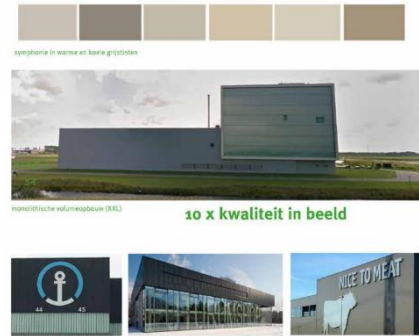 symphonie in warme en koele grijstinten
monolithische volumeopbouw (XXL)
10 x kwaliteit in beeld
44 45
NICE TO MEAT